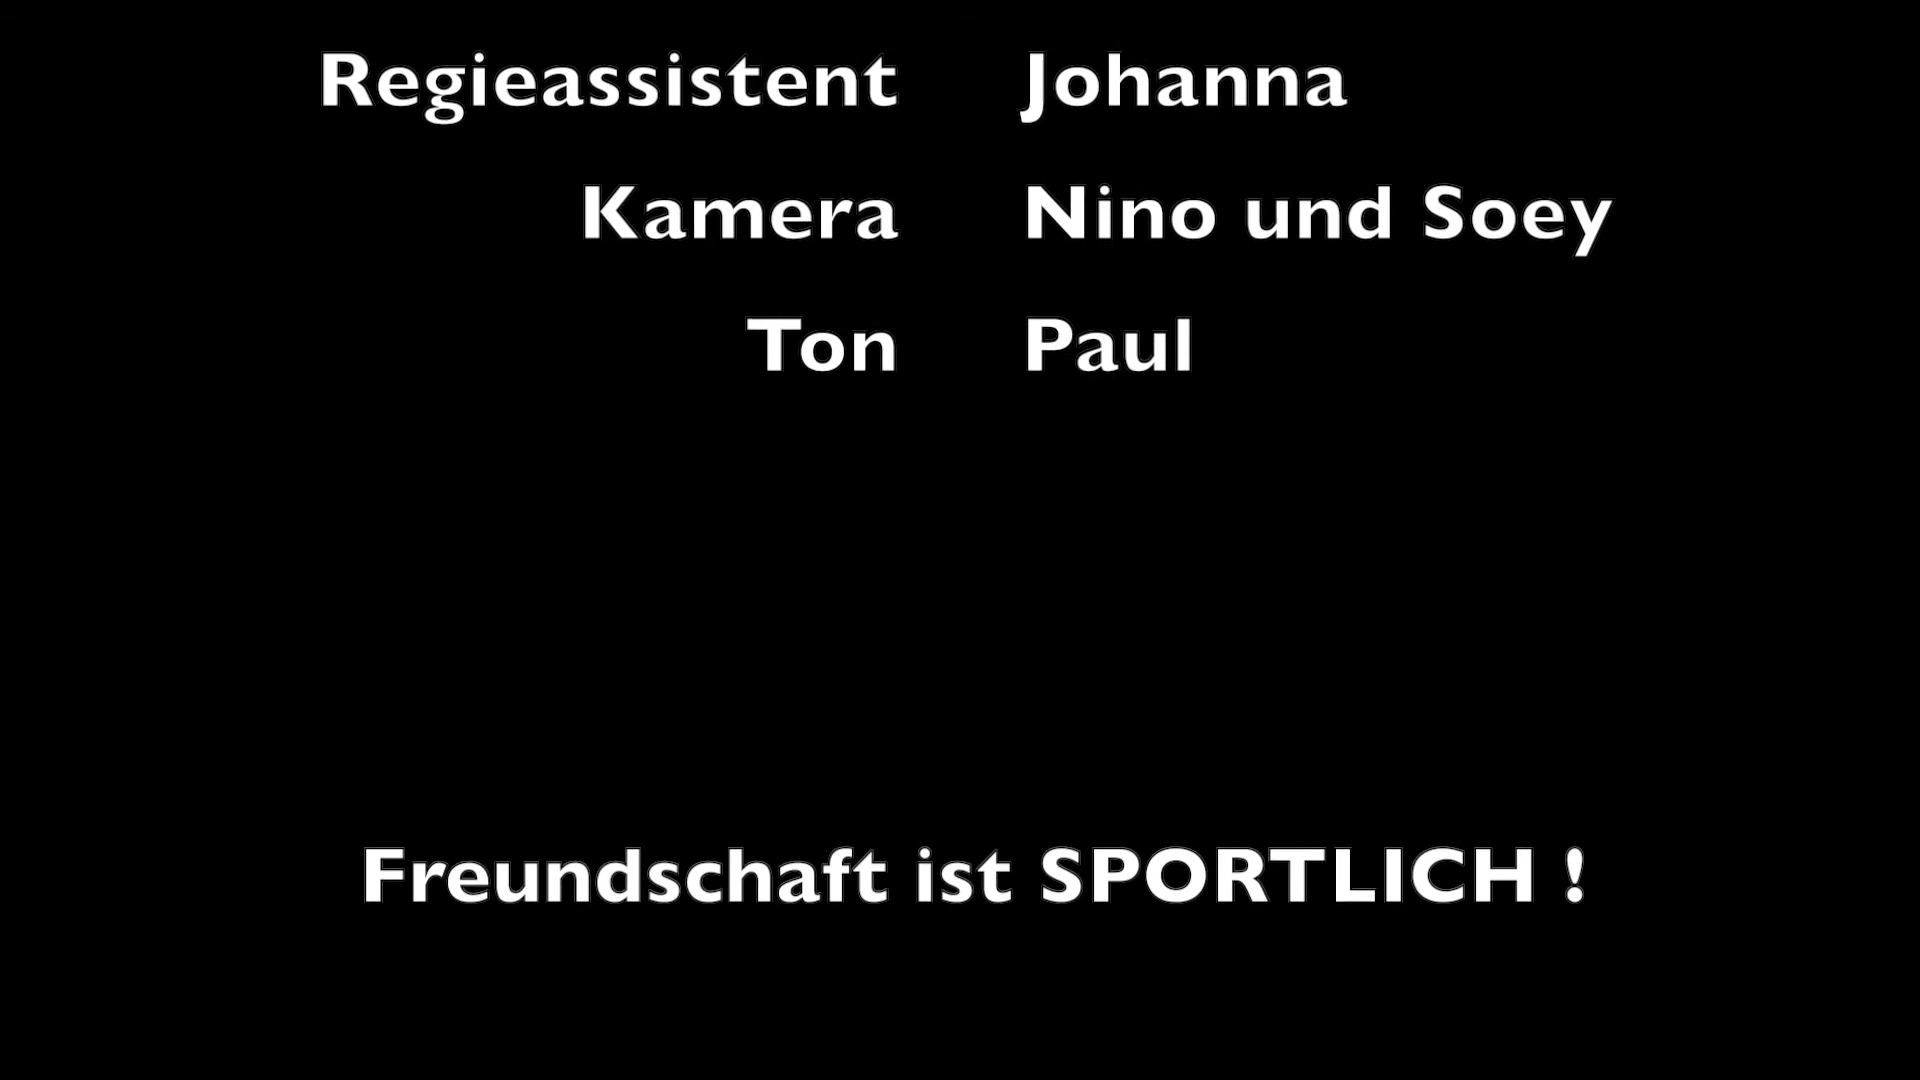 Regieassistent Johanna
Kamera Nino und Soey
Ton Paul
Freundschaft ist SPORTLICH !